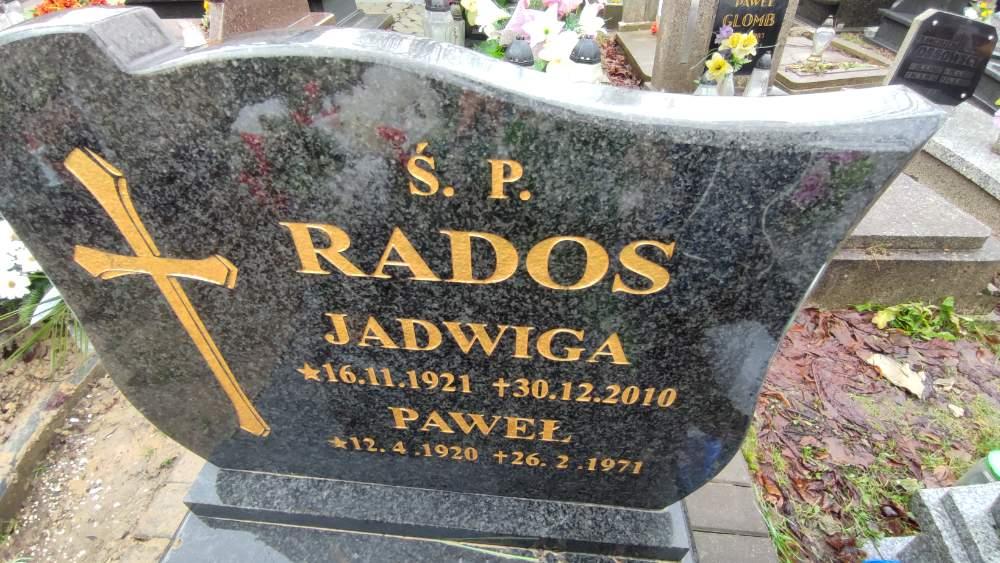 PAWEŁ
GLOMB
Ś. P.
RADOS
JADWIGA
★16.11.1921 ✝30.12.2010
PAWEŁ
★12.4.1920 ✝26.2.1971